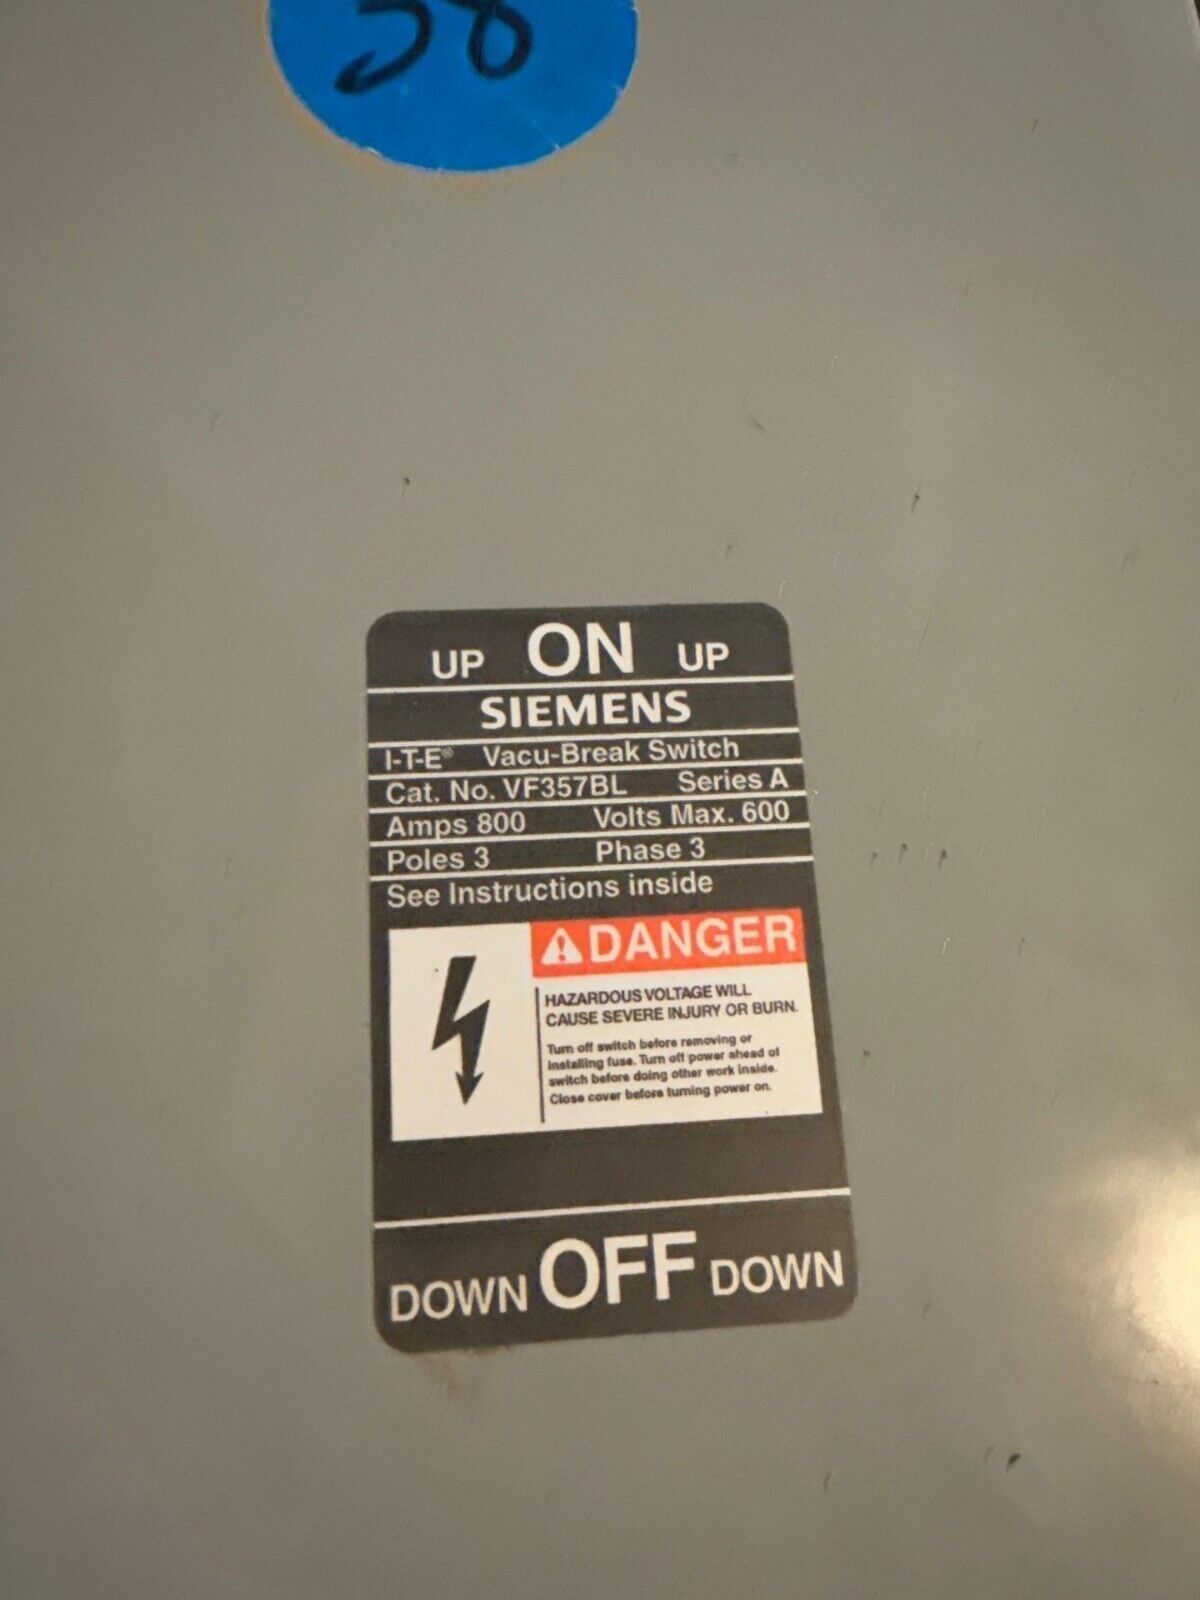 38
UP ON UP
SIEMENS
I-T-E® Vacu-Break Switch
Cat. No. VF357BL Series A
Amps 800 Volts Max. 600
Poles 3 Phase 3
See Instructions inside
DANGER
HAZARDOUS VOLTAGE WILL
CAUSE SEVERE INJURY OR BURN.
Turn off switch before removing or
installing fuse. Turn off power ahead of
switch before doing other work inside.
Close cover before turning power on.
DOWN OFF DOWN